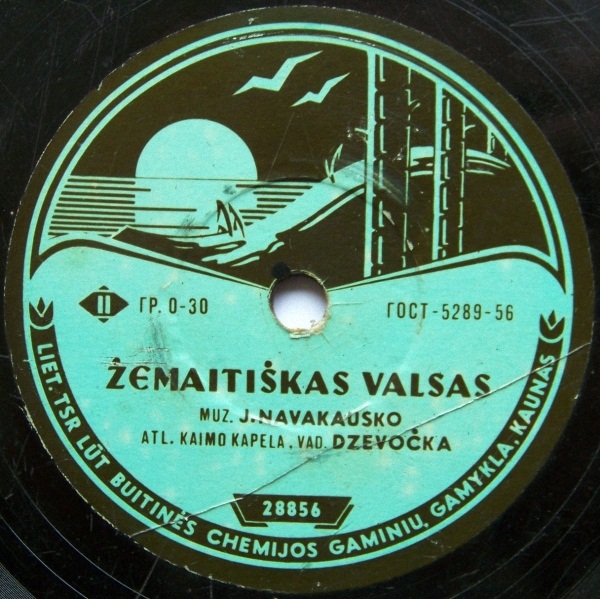 II
ГР. 0-30
ГОСТ-5289-56
ŽEMAITIŠKAS VALSAS
MUZ. J. NAVAKAUSKO
ATL. KAIMO KAPELA. VAD. DZEVOČKA
28856
LIET. TSR LŪT BUITINĖS CHEMIJOS GAMINIŲ, GAMYKLA, KAUNAS